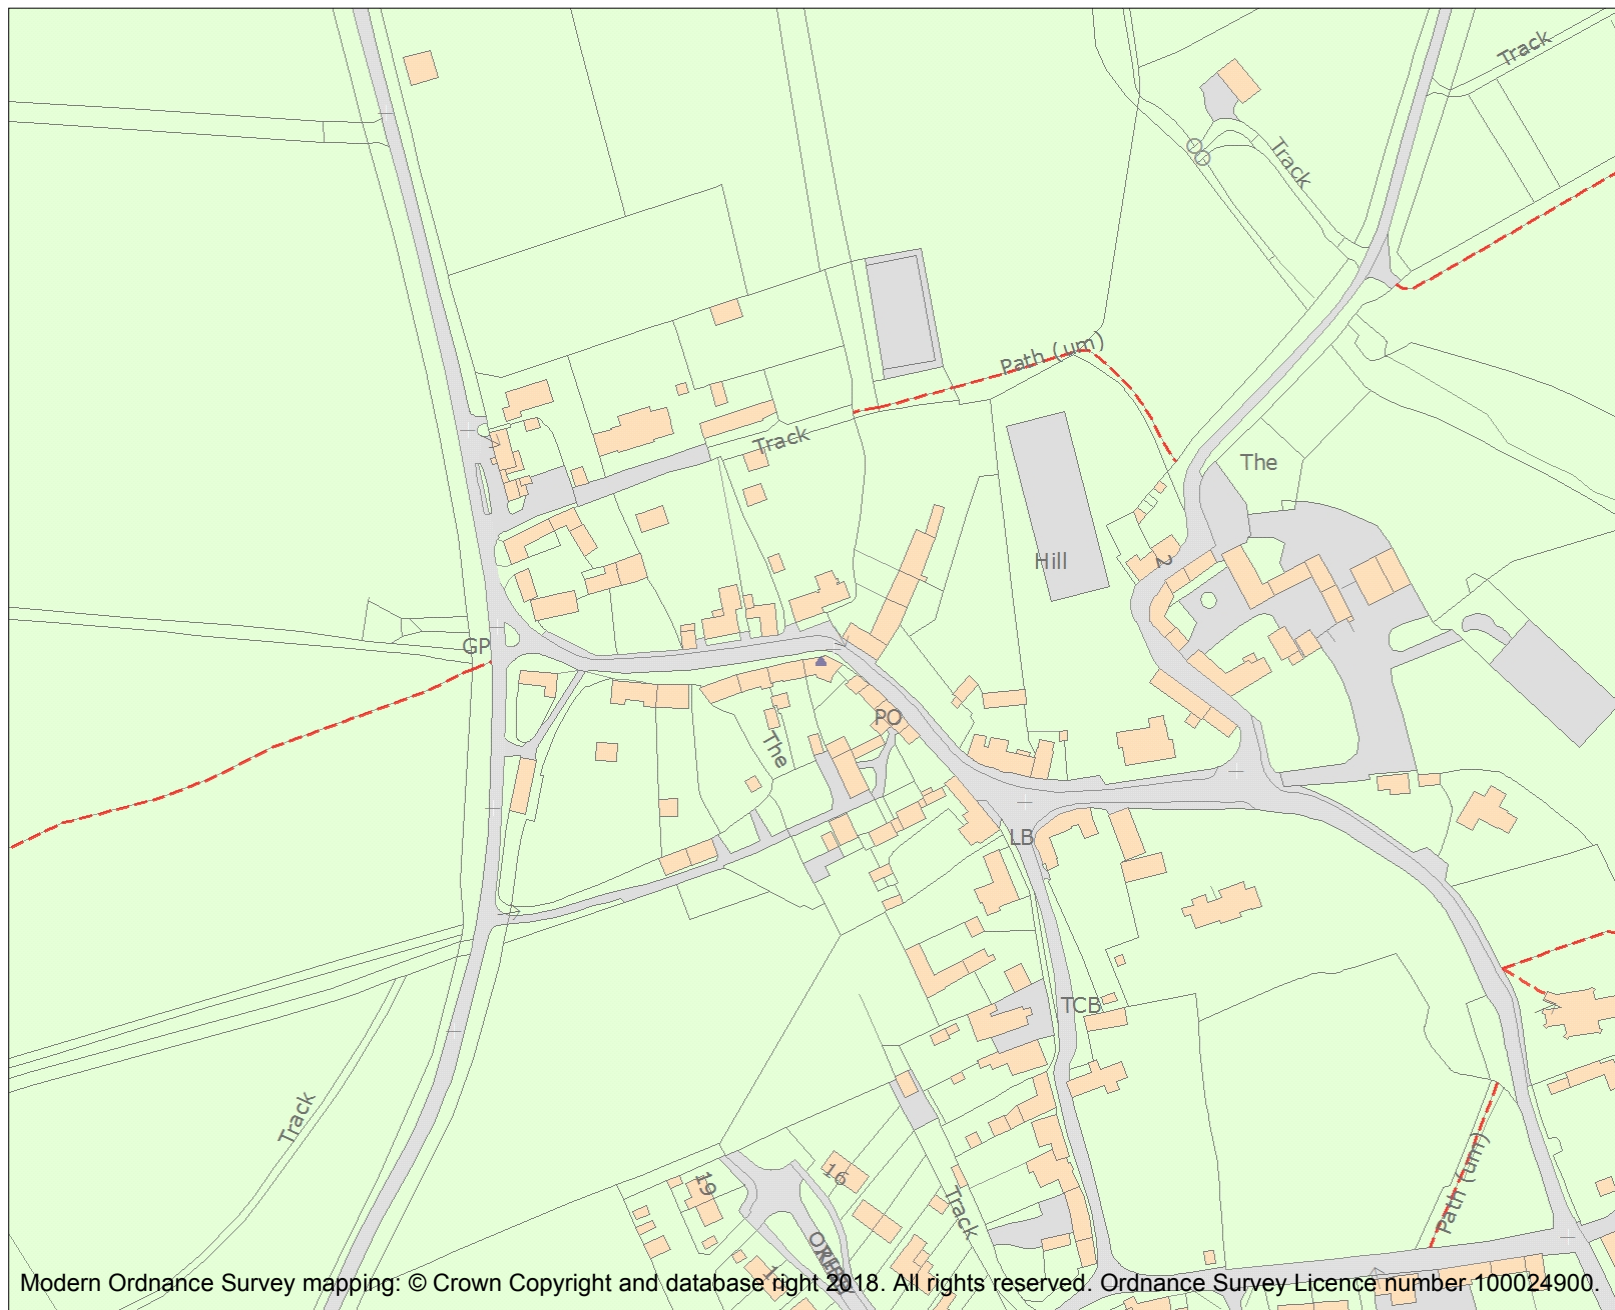 Track
Track
Path (um)
Track
The
Hill
2
GP
PO
The
LB
TCB
Track
Path (um)
19
16
Track
Modern Ordnance Survey mapping: © Crown Copyright and database right 2018. All rights reserved. Ordnance Survey Licence number 100024900.